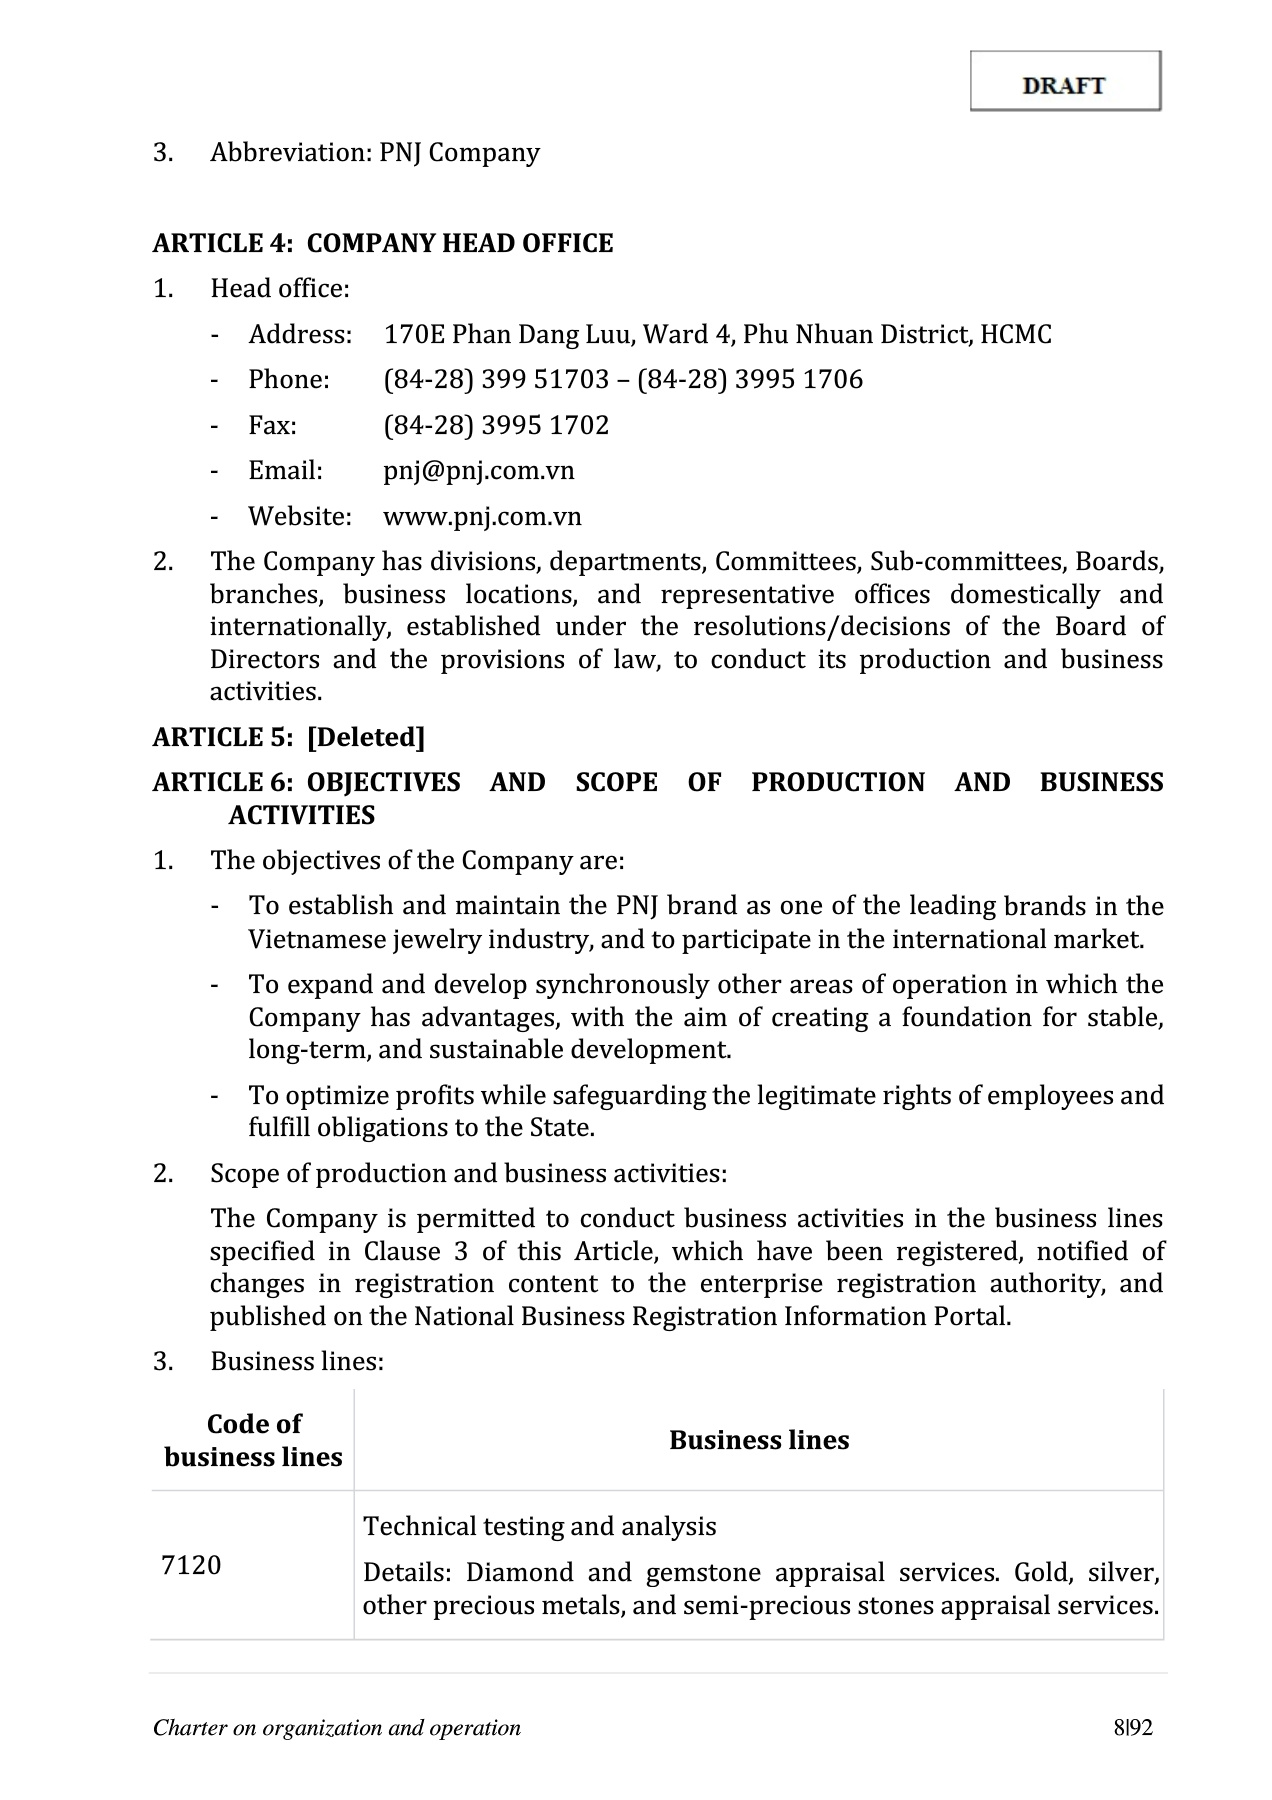 DRAFT
3. Abbreviation: PNJ Company
ARTICLE 4: COMPANY HEAD OFFICE
1. Head office:
- Address: 170E Phan Dang Luu, Ward 4, Phu Nhuan District, HCMC
- Phone: (84-28) 399 51703 – (84-28) 3995 1706
- Fax: (84-28) 3995 1702
- Email: pnj@pnj.com.vn
- Website: www.pnj.com.vn
2. The Company has divisions, departments, Committees, Sub-committees, Boards,
branches, business locations, and representative offices domestically and
internationally, established under the resolutions/decisions of the Board of
Directors and the provisions of law, to conduct its production and business
activities.
ARTICLE 5: [Deleted]
ARTICLE 6: OBJECTIVES AND SCOPE OF PRODUCTION AND BUSINESS
ACTIVITIES
1. The objectives of the Company are:
- To establish and maintain the PNJ brand as one of the leading brands in the
Vietnamese jewelry industry, and to participate in the international market.
- To expand and develop synchronously other areas of operation in which the
Company has advantages, with the aim of creating a foundation for stable,
long-term, and sustainable development.
- To optimize profits while safeguarding the legitimate rights of employees and
fulfill obligations to the State.
2. Scope of production and business activities:
The Company is permitted to conduct business activities in the business lines
specified in Clause 3 of this Article, which have been registered, notified of
changes in registration content to the enterprise registration authority, and
published on the National Business Registration Information Portal.
3. Business lines:
Code of
business lines
Business lines
7120
Technical testing and analysis
Details: Diamond and gemstone appraisal services. Gold, silver,
other precious metals, and semi-precious stones appraisal services.
Charter on organization and operation 8|92